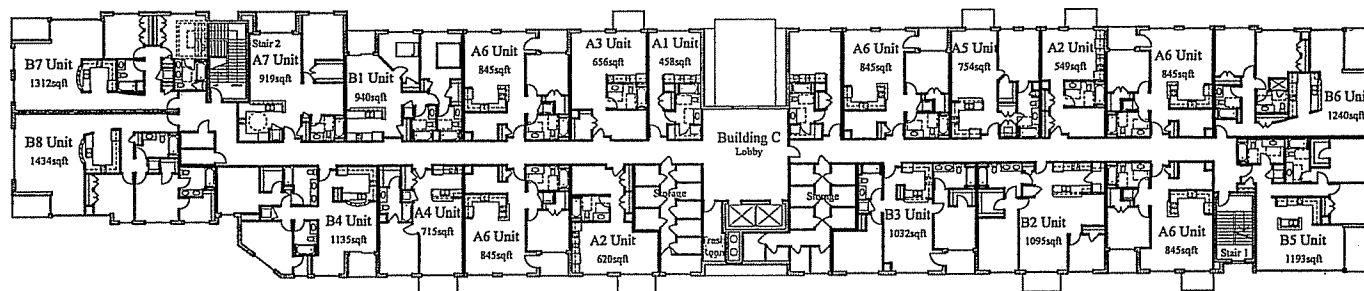 B7 Unit
1312sqft
Stair 2
A7 Unit
919sqft
B1 Unit
940sqft
A6 Unit
845sqft
A3 Unit
656sqft
A1 Unit
458sqft
A6 Unit
845sqft
A5 Unit
754sqft
A2 Unit
549sqft
A6 Unit
845sqft
B6 Unit
1240sqft
Building C
Lobby
B8 Unit
1434sqft
B4 Unit
1135sqft
A4 Unit
715sqft
A6 Unit
845sqft
A2 Unit
620sqft
Storage
Storage
B3 Unit
1032sqft
B2 Unit
1095sqft
A6 Unit
845sqft
Stair 1
B5 Unit
1193sqft